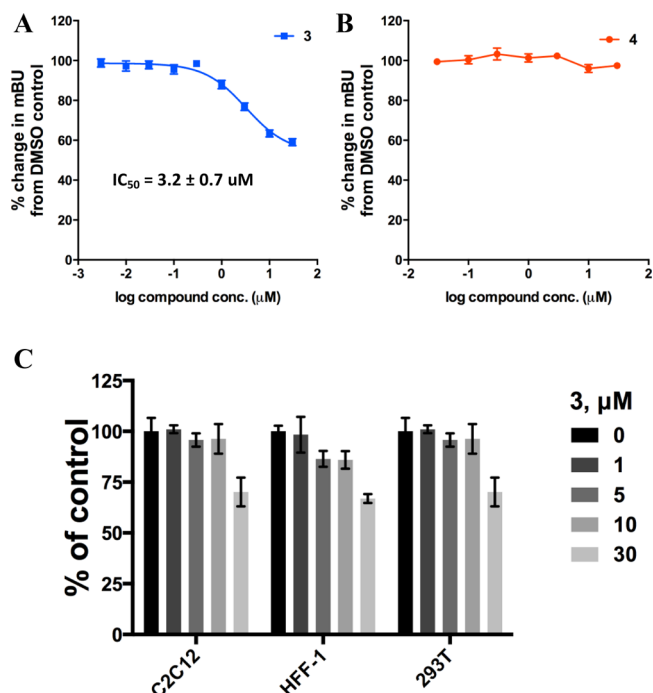 A
% change in mBU
from DMSO control
120
100
80
60
40
20
0
3
IC50 = 3.2 ± 0.7 uM
-3
-2
-1
0
1
2
log compound conc. (μM)
B
% change in mBU
from DMSO control
120
100
80
60
40
20
0
4
-2
-1
0
1
2
log compound conc. (μM)
C
% of control
125
100
75
50
25
0
C2C12
HFF-1
293T
3, μM
0
1
5
10
30